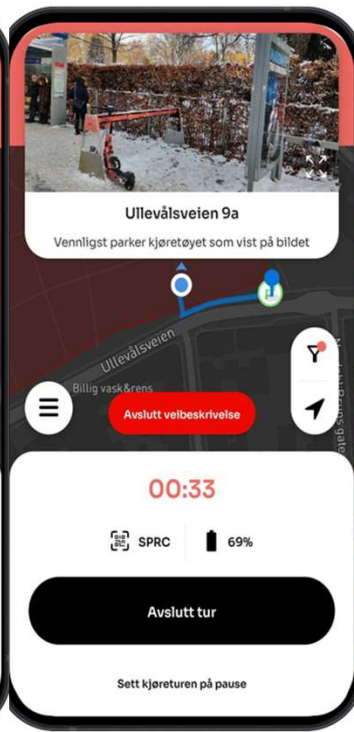 Ullevålsveien 9a
Vennligst parker kjøretøyet som vist på bildet
Ullevålsveien
Billig vask&rens
Avslutt veibeskrivelse
00:33
SPRC
69%
Avslutt tur
Sett kjøreturen på pause